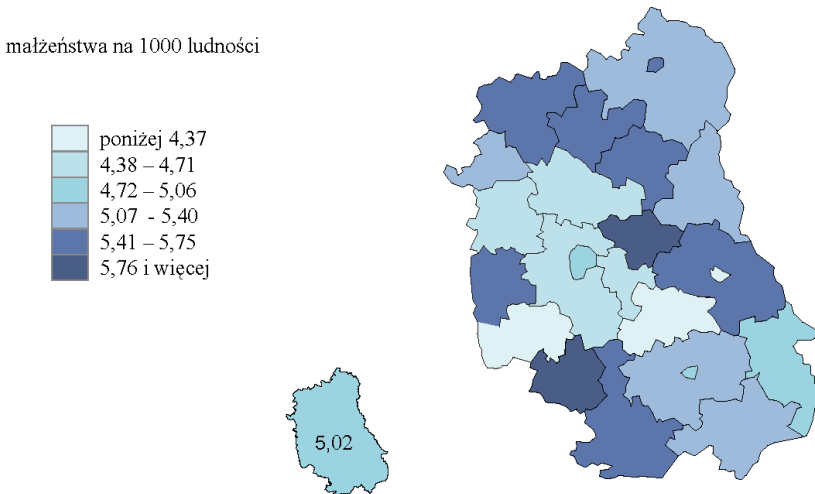 małżeństwa na 1000 ludności
poniżej 4,37
4,38 – 4,71
4,72 – 5,06
5,07 - 5,40
5,41 – 5,75
5,76 i więcej
5,02